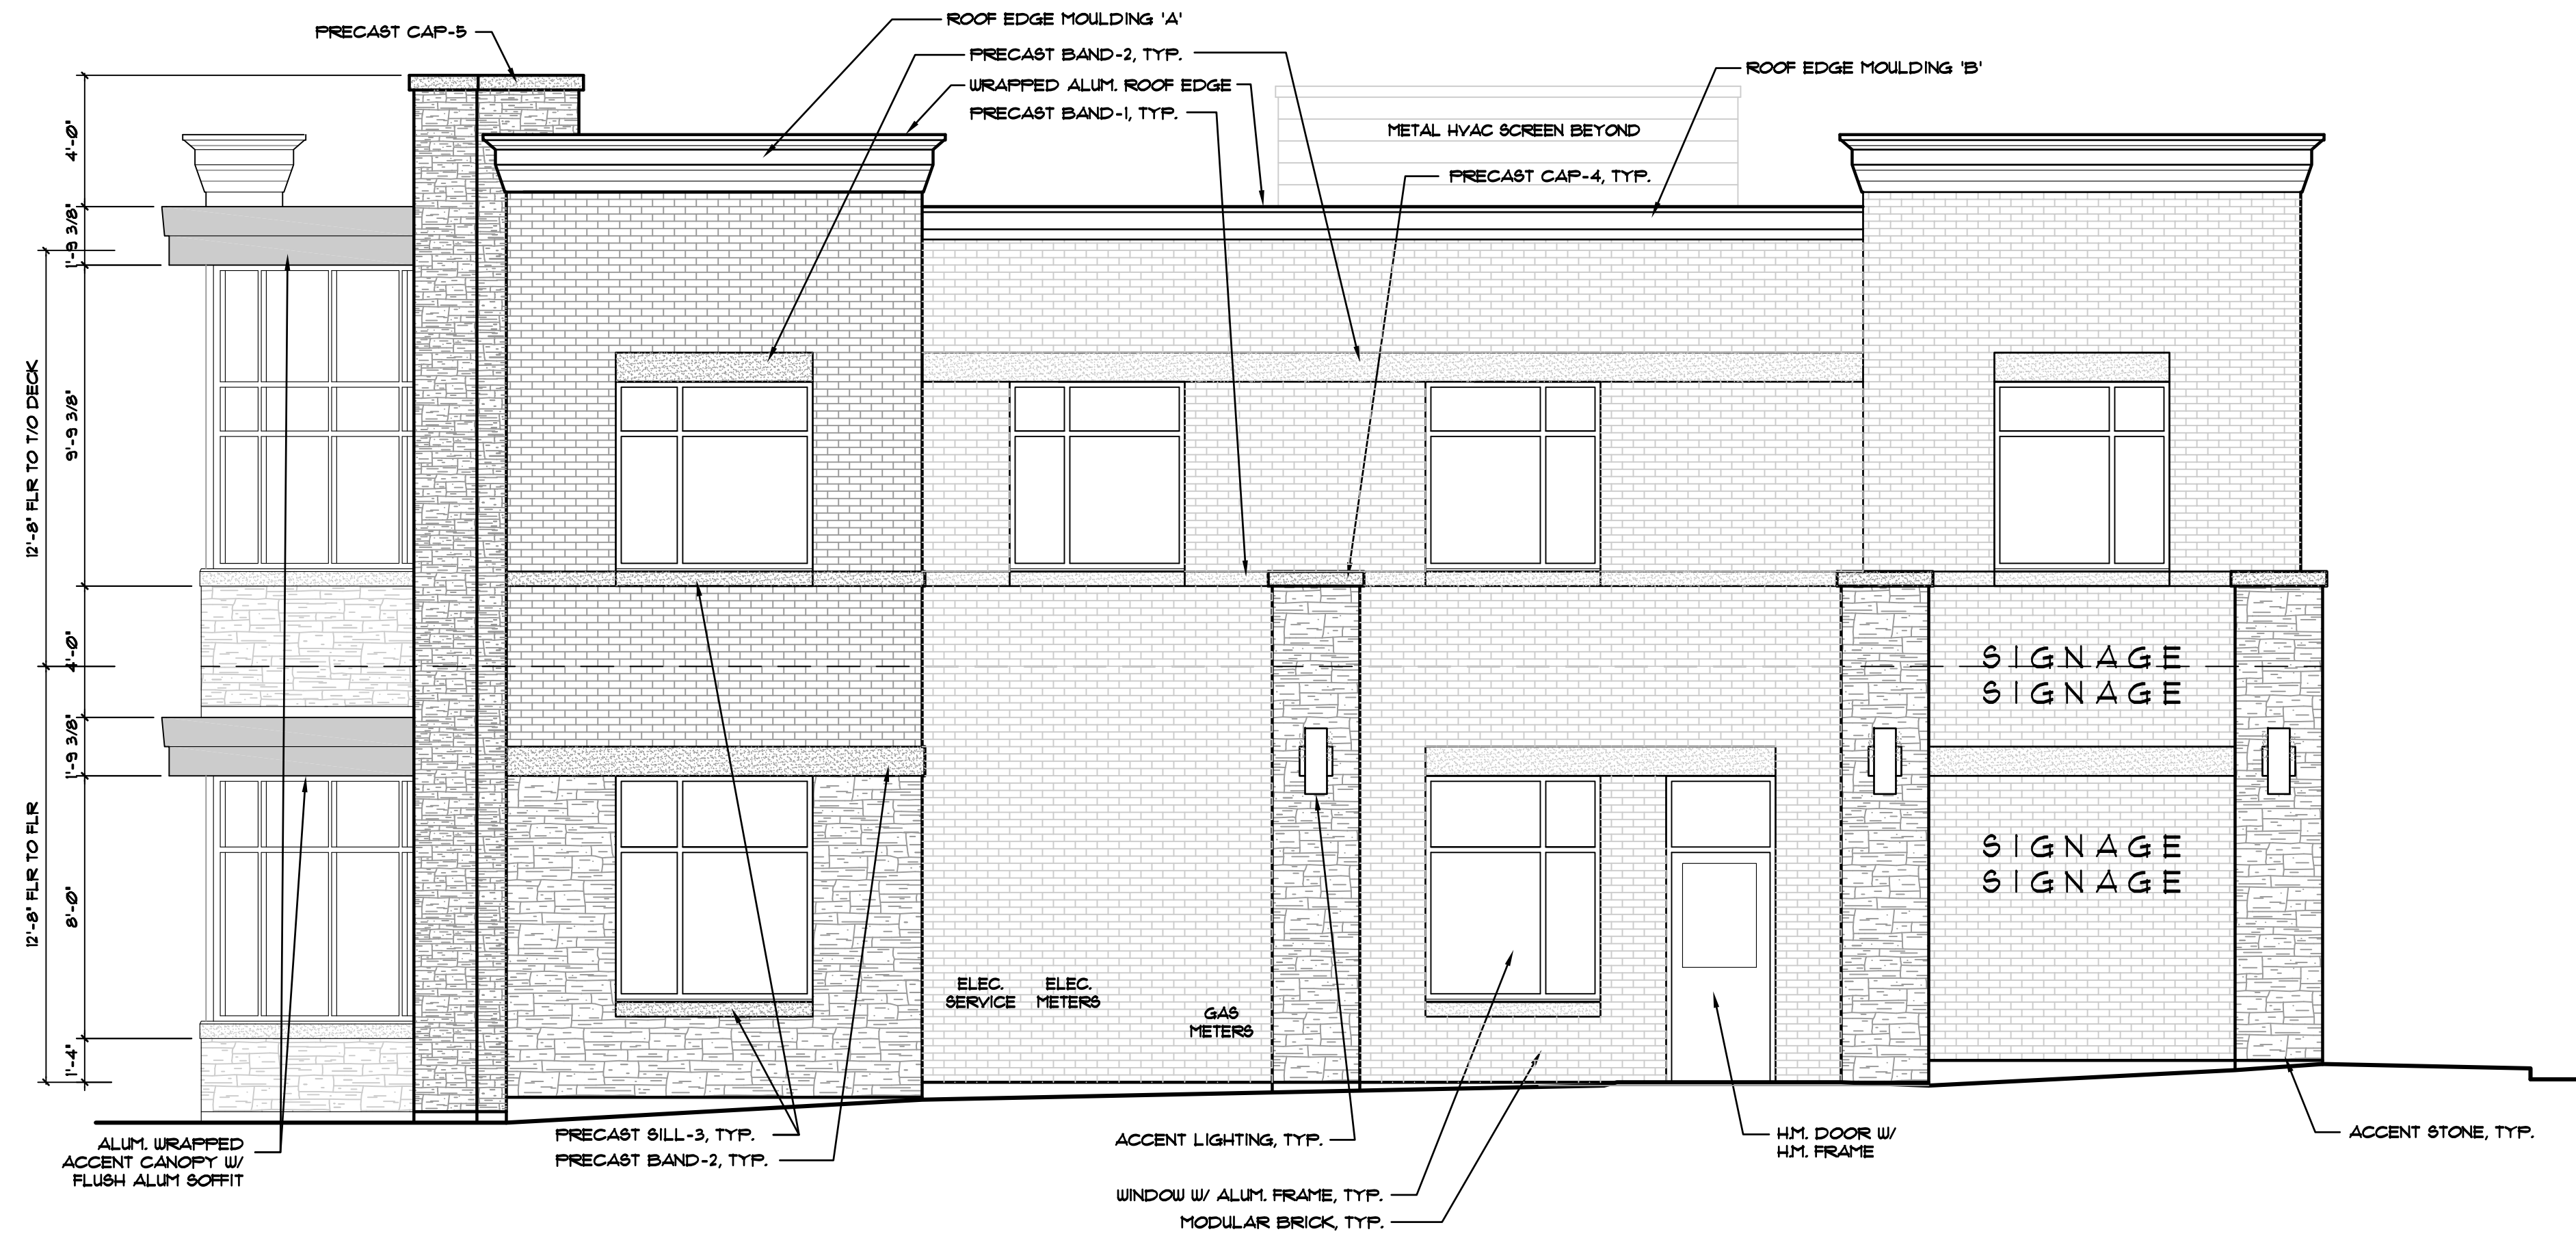 ROOF EDGE MOULDING 'A'
PRECAST CAP-5
PRECAST BAND-2, TYP.
ROOF EDGE MOULDING 'B'
WRAPPED ALUM. ROOF EDGE
PRECAST BAND-1, TYP.
METAL HVAC SCREEN BEYOND
PRECAST CAP-4, TYP.
4'-0"
1'-9 3/8"
12'-8" FLR TO T/O DECK
9'-9 3/8"
4'-0"
1'-9 3/8"
12'-8" FLR TO FLR
8'-0"
1'-4"
SIGNAGE
SIGNAGE
SIGNAGE
SIGNAGE
ELEC.
SERVICE
ELEC.
METERS
GAS
METERS
ALUM. WRAPPED
ACCENT CANOPY W/
FLUSH ALUM SOFFIT
PRECAST SILL-3, TYP.
PRECAST BAND-2, TYP.
ACCENT LIGHTING, TYP.
H.M. DOOR W/
H.M. FRAME
ACCENT STONE, TYP.
WINDOW W/ ALUM. FRAME, TYP.
MODULAR BRICK, TYP.